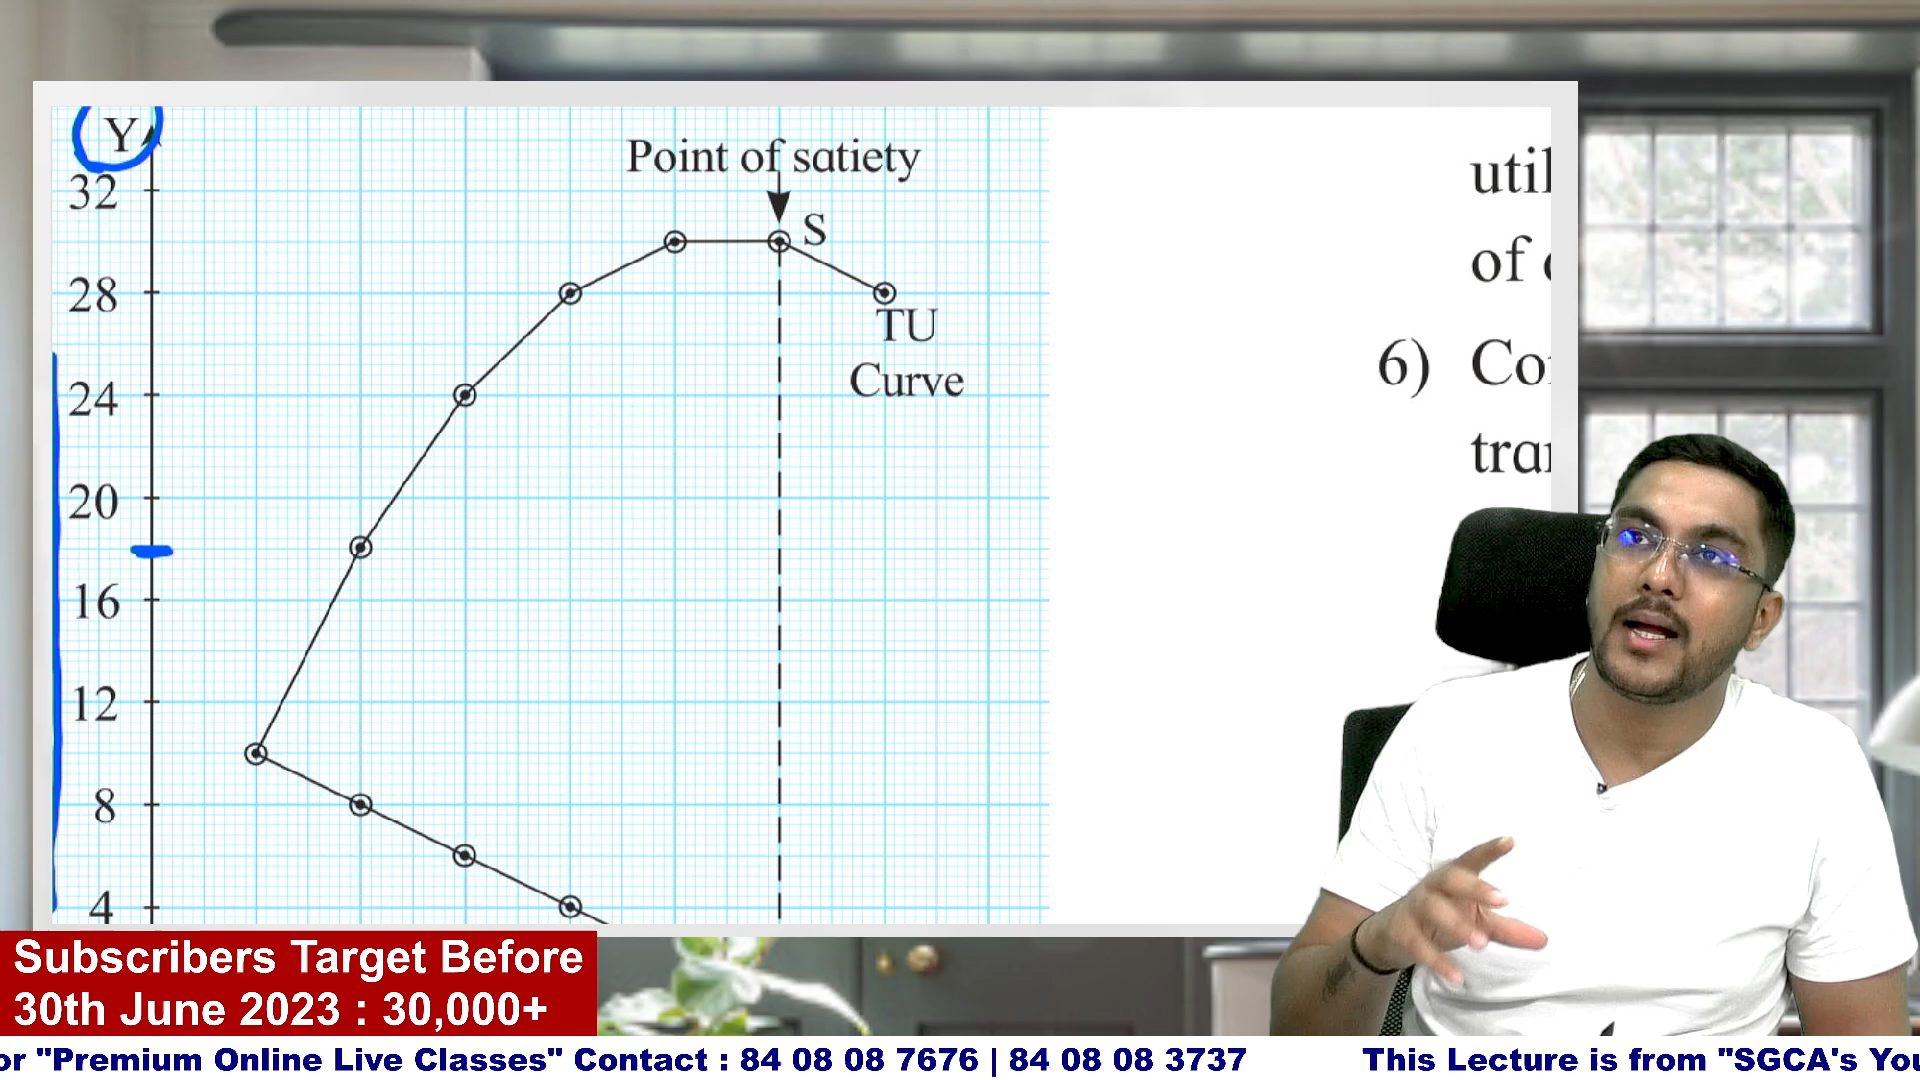 Y
32
28
24
20
16
12
8
4
Point of satiety
S
TU
Curve
util
of
6) Co
tra
Subscribers Target Before
30th June 2023 : 30,000+
or "Premium Online Live Classes" Contact : 84 08 08 7676 | 84 08 08 3737 This Lecture is from "SGCA's You